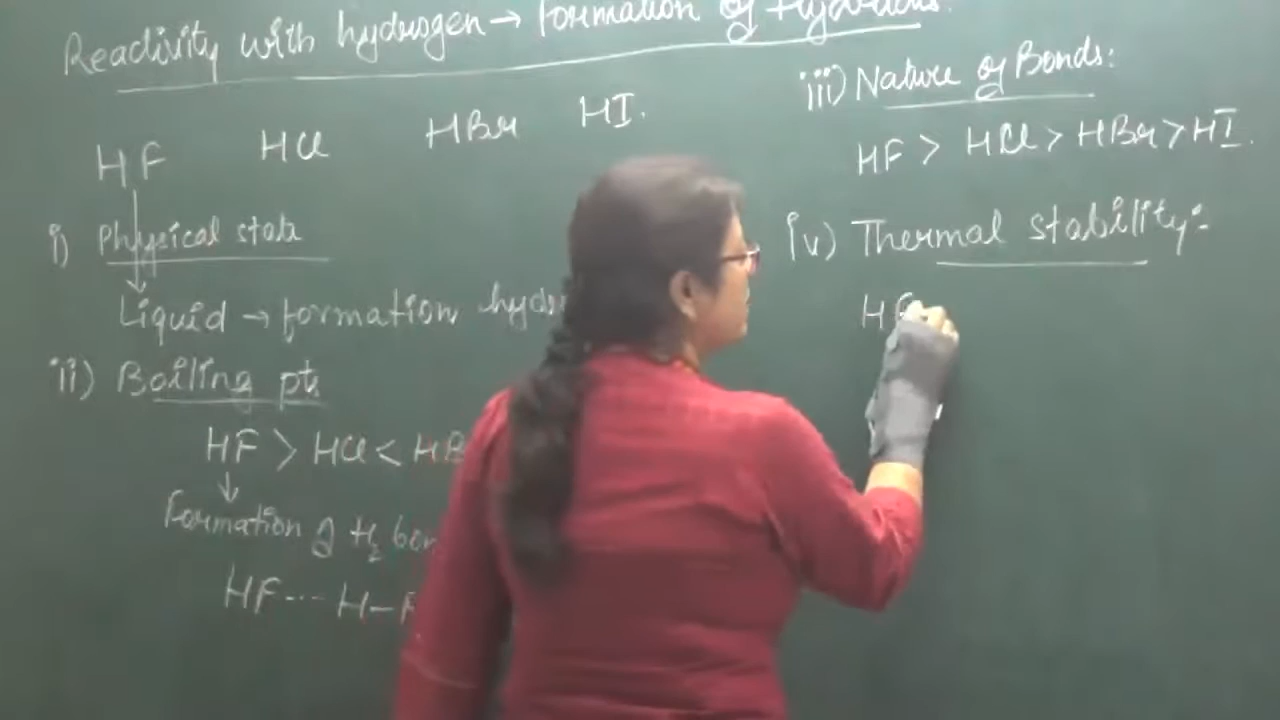 Reactivity with hydrogen → formation of Hydrides.
HF HCl HBr HI.
i) Physical state
Liquid → formation
ii) Boiling pt.
HF > HCl <
Formation of H2
HF --- H-
iii) Nature of Bonds:
HF > HCl > HBr > HI.
iv) Thermal stability:-
H